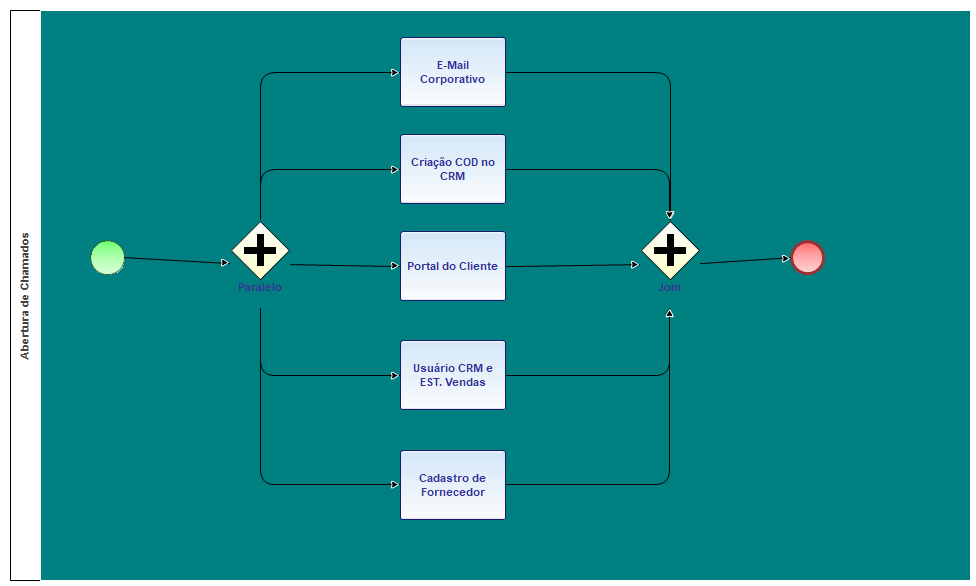 Abertura de Chamados
E-Mail
Corporativo
Criação COD no
CRM
Paralelo
Portal do Cliente
Join
Usuário CRM e
EST. Vendas
Cadastro de
Fornecedor